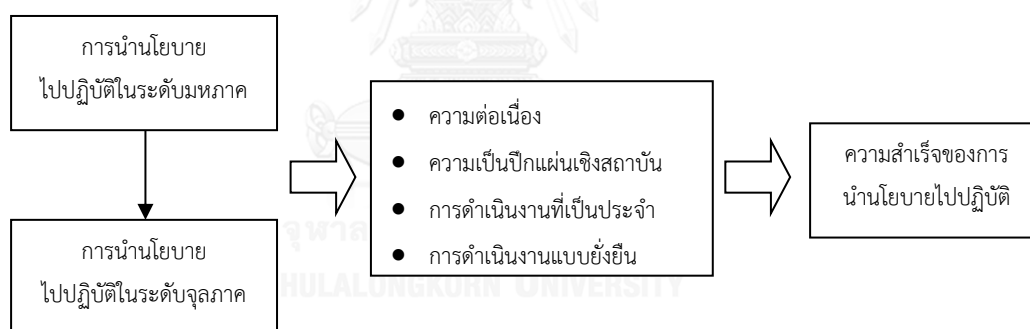 การนำนโยบาย
ไปปฏิบัติในระดับมหภาค
การนำนโยบาย
ไปปฏิบัติในระดับจุลภาค
● ความต่อเนื่อง
● ความเป็นปึกแผ่นเชิงสถาบัน
● การดำเนินงานที่เป็นประจำ
● การดำเนินงานแบบยั่งยืน
ความสำเร็จของการ
นำนโยบายไปปฏิบัติ
จุฬาล
HULALONGKORN UNIVERSITY